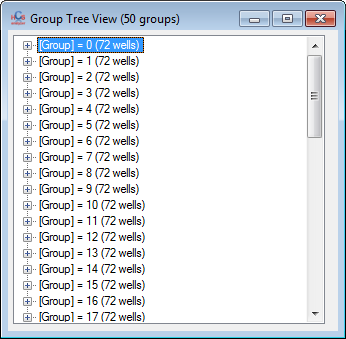 Group Tree View (50 groups)
[Group] = 0 (72 wells)
[Group] = 1 (72 wells)
[Group] = 2 (72 wells)
[Group] = 3 (72 wells)
[Group] = 4 (72 wells)
[Group] = 5 (72 wells)
[Group] = 6 (72 wells)
[Group] = 7 (72 wells)
[Group] = 8 (72 wells)
[Group] = 9 (72 wells)
[Group] = 10 (72 wells)
[Group] = 11 (72 wells)
[Group] = 12 (72 wells)
[Group] = 13 (72 wells)
[Group] = 14 (72 wells)
[Group] = 15 (72 wells)
[Group] = 16 (72 wells)
[Group] = 17 (72 wells)